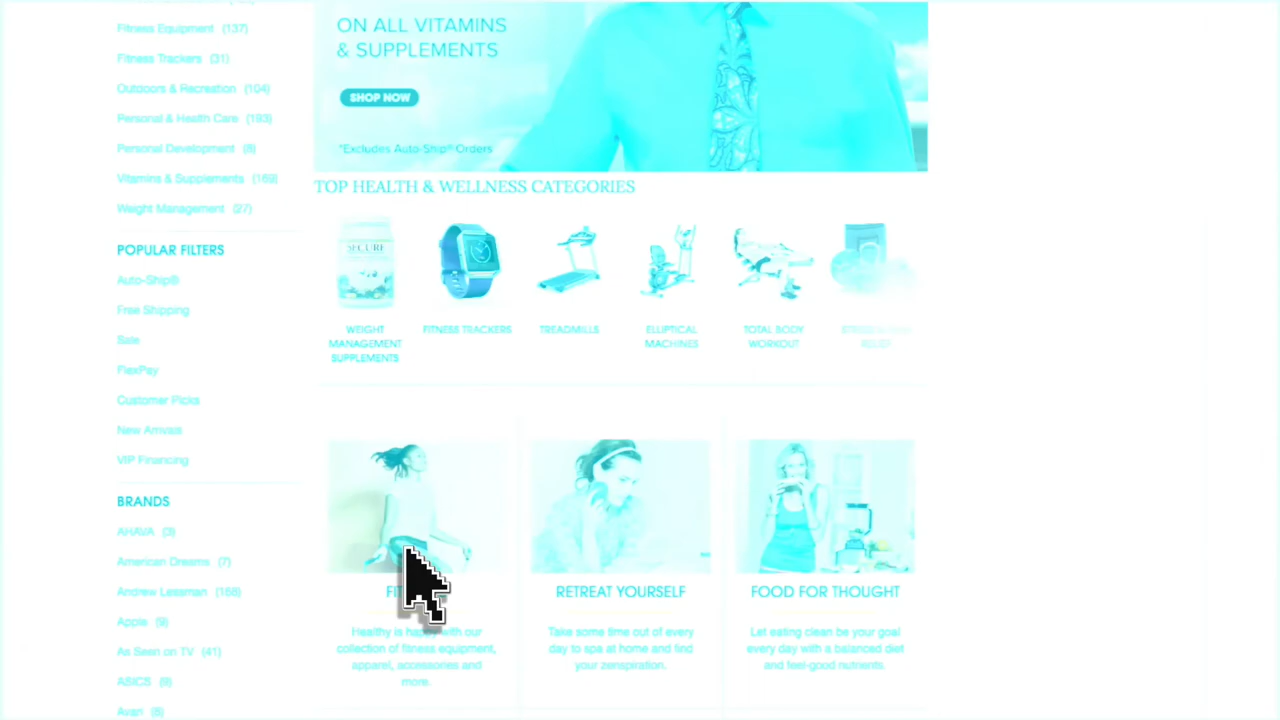 Fitness Equipment (137)
Fitness Trackers (31)
Outdoors & Recreation (104)
Personal & Health Care (193)
Personal Development (8)
Vitamins & Supplements (169)
Weight Management (27)
POPULAR FILTERS
Auto-Ship®
Free Shipping
Sale
FlexPay
Customer Picks
New Arrivals
VIP Financing
BRANDS
AHAVA (3)
American Dreams (7)
Andrew Lessman (168)
Apple (9)
As Seen on TV (41)
ASICS (9)
Avari (8)
ON ALL VITAMINS
& SUPPLEMENTS
SHOP NOW
*Excludes Auto-Ship® Orders
TOP HEALTH & WELLNESS CATEGORIES
SECURE
WEIGHT
MANAGEMENT
SUPPLEMENTS
FITNESS TRACKERS
TREADMILLS
ELLIPTICAL
MACHINES
TOTAL BODY
WORKOUT
RELIEF
Healthy is happy with our
collection of fitness equipment,
apparel, accessories and
more.
RETREAT YOURSELF
Take some time out of every
day to spa at home and find
your zenspiration.
FOOD FOR THOUGHT
Let eating clean be your goal
every day with a balanced diet
and feel-good nutrients.